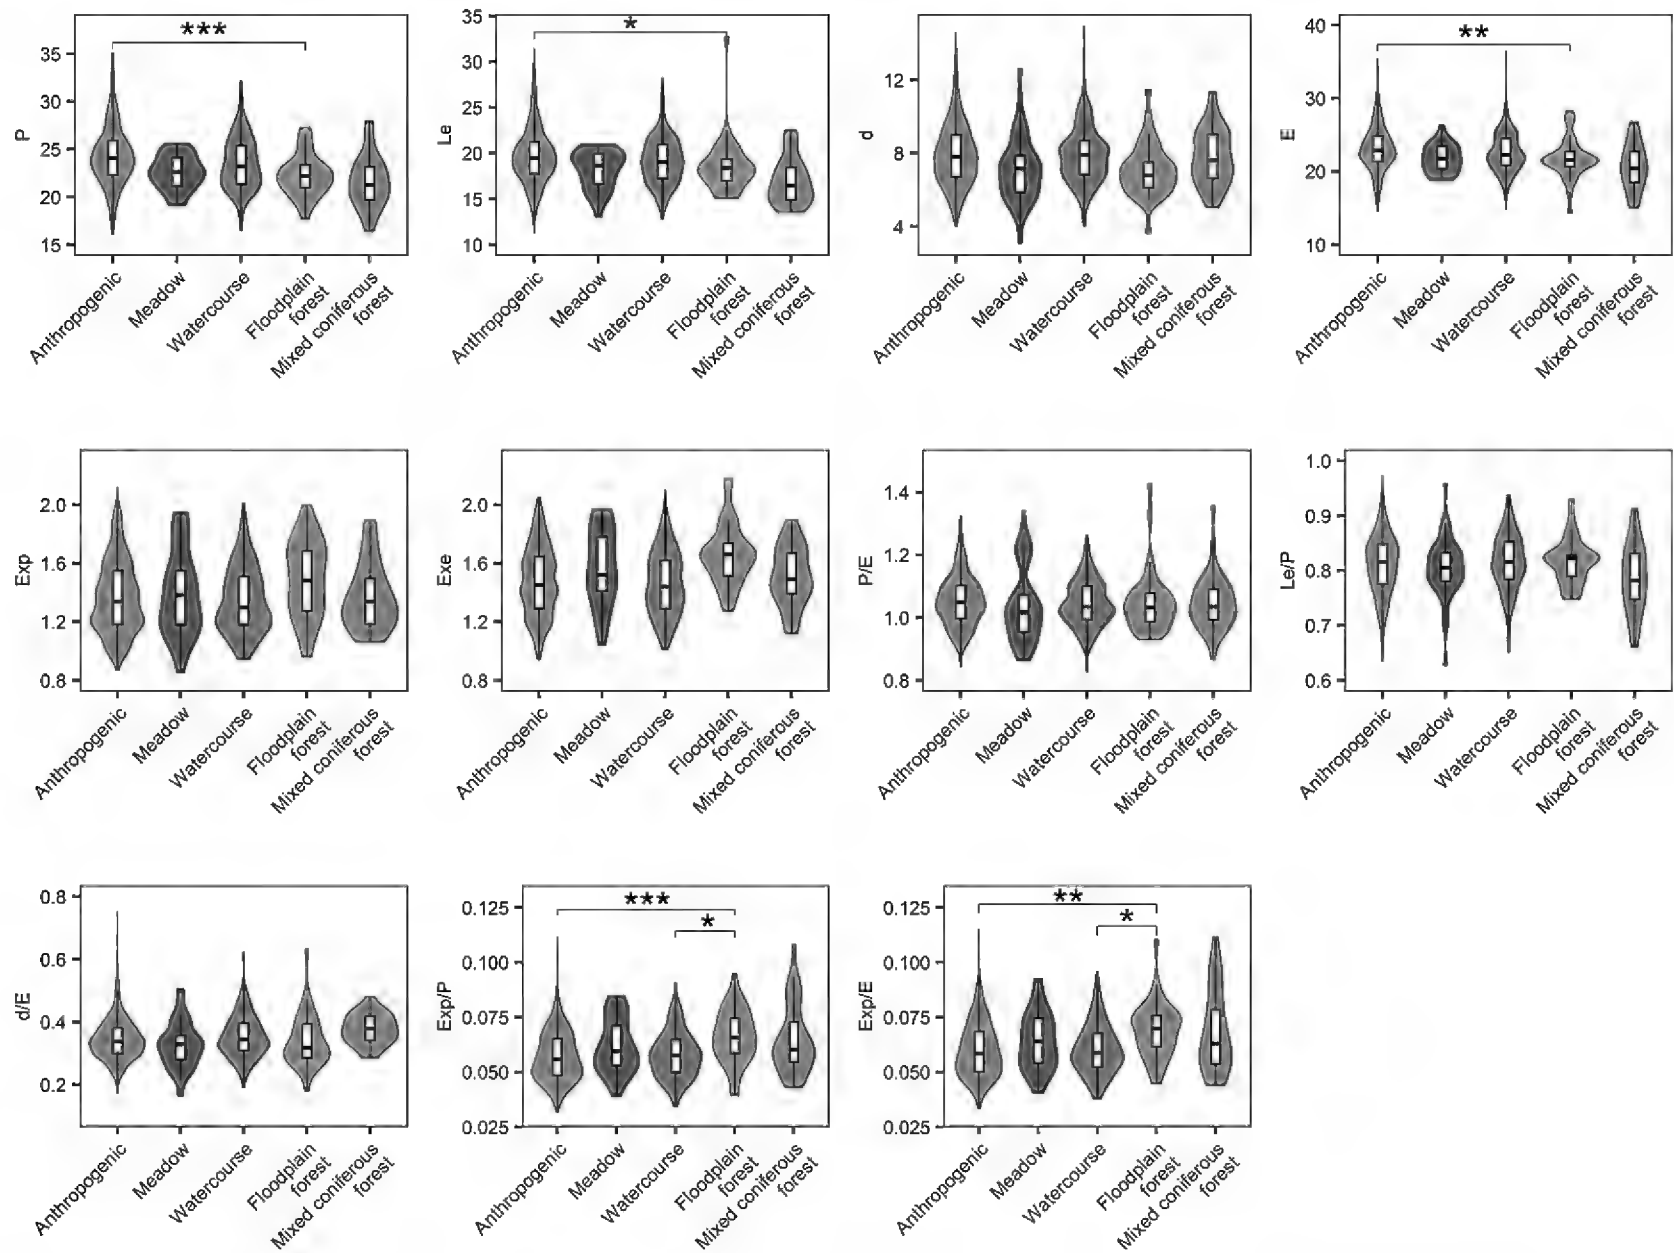 ***
P
35
30
25
20
15
Anthropogenic
Meadow
Watercourse
Floodplain
forest
Mixed coniferous
forest
*
Le
35
30
25
20
15
10
Anthropogenic
Meadow
Watercourse
Floodplain
forest
Mixed coniferous
forest
d
12
8
4
Anthropogenic
Meadow
Watercourse
Floodplain
forest
Mixed coniferous
forest
**
E
40
30
20
10
Anthropogenic
Meadow
Watercourse
Floodplain
forest
Mixed coniferous
forest
Exp
2.0
1.6
1.2
0.8
Anthropogenic
Meadow
Watercourse
Floodplain
forest
Mixed coniferous
forest
Exe
2.0
1.6
1.2
0.8
Anthropogenic
Meadow
Watercourse
Floodplain
forest
Mixed coniferous
forest
P/E
1.4
1.2
1.0
0.8
Anthropogenic
Meadow
Watercourse
Floodplain
forest
Mixed coniferous
forest
Le/P
1.0
0.9
0.8
0.7
0.6
Anthropogenic
Meadow
Watercourse
Floodplain
forest
Mixed coniferous
forest
d/E
0.8
0.6
0.4
0.2
Anthropogenic
Meadow
Watercourse
Floodplain
forest
Mixed coniferous
forest
***
*
Exp/P
0.125
0.100
0.075
0.050
0.025
Anthropogenic
Meadow
Watercourse
Floodplain
forest
Mixed coniferous
forest
**
*
Exp/E
0.125
0.100
0.075
0.050
0.025
Anthropogenic
Meadow
Watercourse
Floodplain
forest
Mixed coniferous
forest